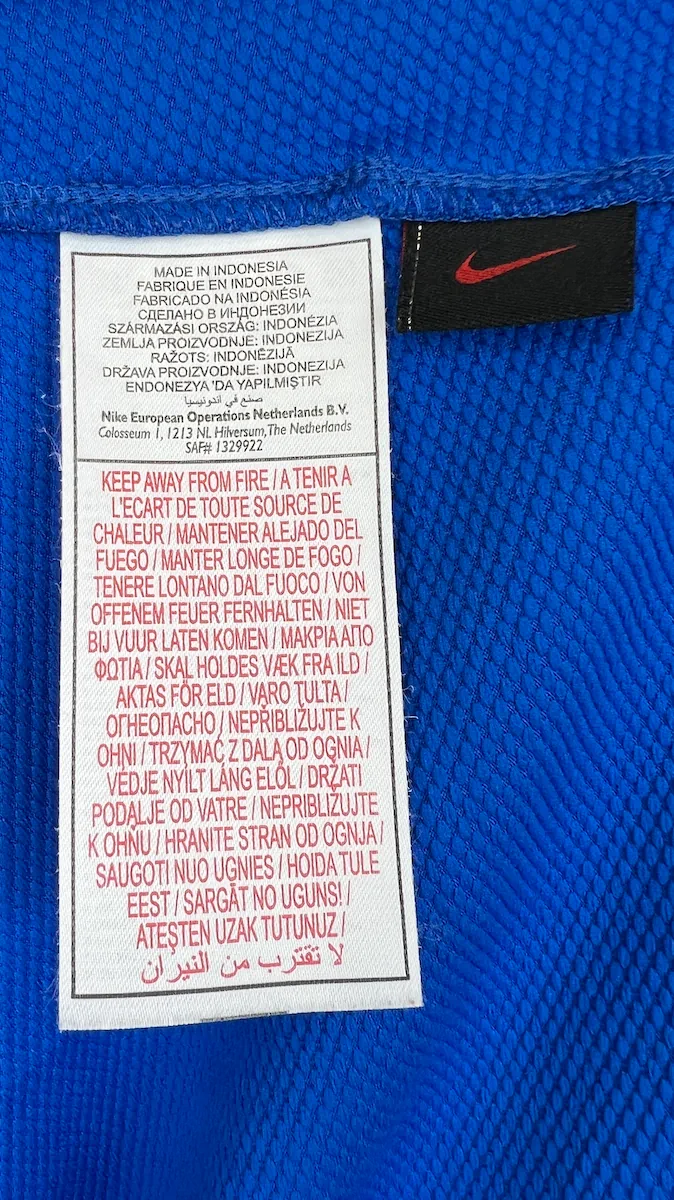 MADE IN INDONESIA
FABRIQUE EN INDONESIE
FABRICADO NA INDONÉSIA
СДЕЛАНО В ИНДОНЕЗИИ
SZÁRMAZÁSI ORSZÁG: INDONÉZIA
ZEMLJA PROIZVODNJE: INDONEZIJA
RAŽOTS: INDONĒZIJĀ
DRŽAVA PROIZVODNJE: INDONEZIJA
ENDONEZYA 'DA YAPILMIŞTIR
صنع في اندونيسيا
Nike European Operations Netherlands B.V.
Colosseum 1, 1213 NL Hilversum, The Netherlands
SAF# 1329922
KEEP AWAY FROM FIRE / A TENIR A
L'ECART DE TOUTE SOURCE DE
CHALEUR / MANTENER ALEJADO DEL
FUEGO / MANTER LONGE DE FOGO /
TENERE LONTANO DAL FUOCO / VON
OFFENEM FEUER FERNHALTEN / NIET
BIJ VUUR LATEN KOMEN / ΜΑΚΡΙΑ ΑΠΟ
ΦΩΤΙΑ / SKAL HOLDES VÆK FRA ILD /
AKTAS FÖR ELD / VARO TULTA /
ОГНЕОПАСНО / NEPŘIBLIŽUJTE K
OHNI / TRZYMAĆ Z DALA OD OGNIA /
VÉDJE NYÍLT LÁNG ELŐL / DRŽATI
PODALJE OD VATRE / NEPRIBLIŽUJTE
K OHŇU / HRANITE STRAN OD OGNJA /
SAUGOTI NUO UGNIES / HOIDA TULE
EEST / SARGĀT NO UGUNS! /
ATEŞTEN UZAK TUTUNUZ /
لا تقترب من النيران